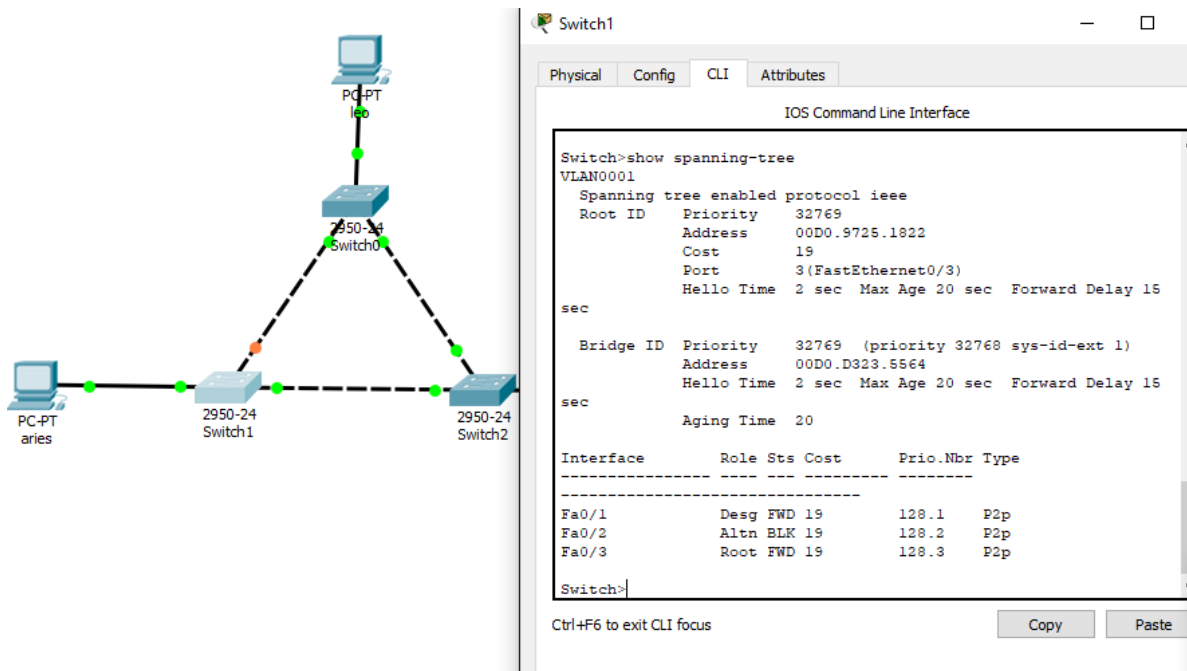 PC-PT
leo
2950-24
Switch0
PC-PT
aries
2950-24
Switch1
2950-24
Switch2
Switch1
Physical Config CLI Attributes
IOS Command Line Interface
Switch>show spanning-tree
VLAN0001
  Spanning tree enabled protocol ieee
  Root ID    Priority    32769
             Address     00D0.9725.1822
             Cost        19
             Port        3(FastEthernet0/3)
             Hello Time  2 sec  Max Age 20 sec  Forward Delay 15
sec
  Bridge ID  Priority    32769  (priority 32768 sys-id-ext 1)
             Address     00D0.D323.5564
             Hello Time  2 sec  Max Age 20 sec  Forward Delay 15
sec
             Aging Time  20
Interface        Role Sts Cost      Prio.Nbr Type
---------------- ---- --- --------- --------
--------------------------------
Fa0/1            Desg FWD 19        128.1    P2p
Fa0/2            Altn BLK 19        128.2    P2p
Fa0/3            Root FWD 19        128.3    P2p
Switch>
Ctrl+F6 to exit CLI focus
Copy
Paste